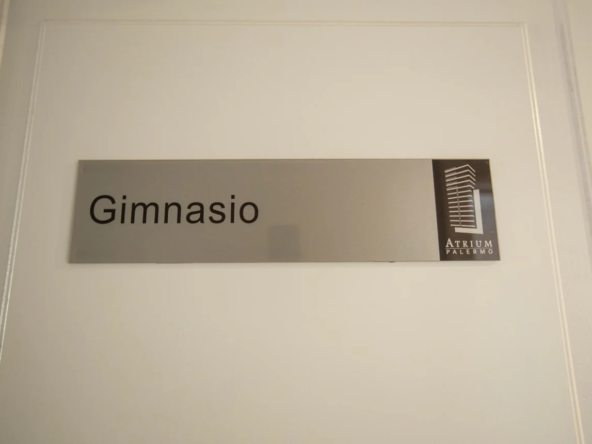 Gimnasio
ATRIUM
PALERMO